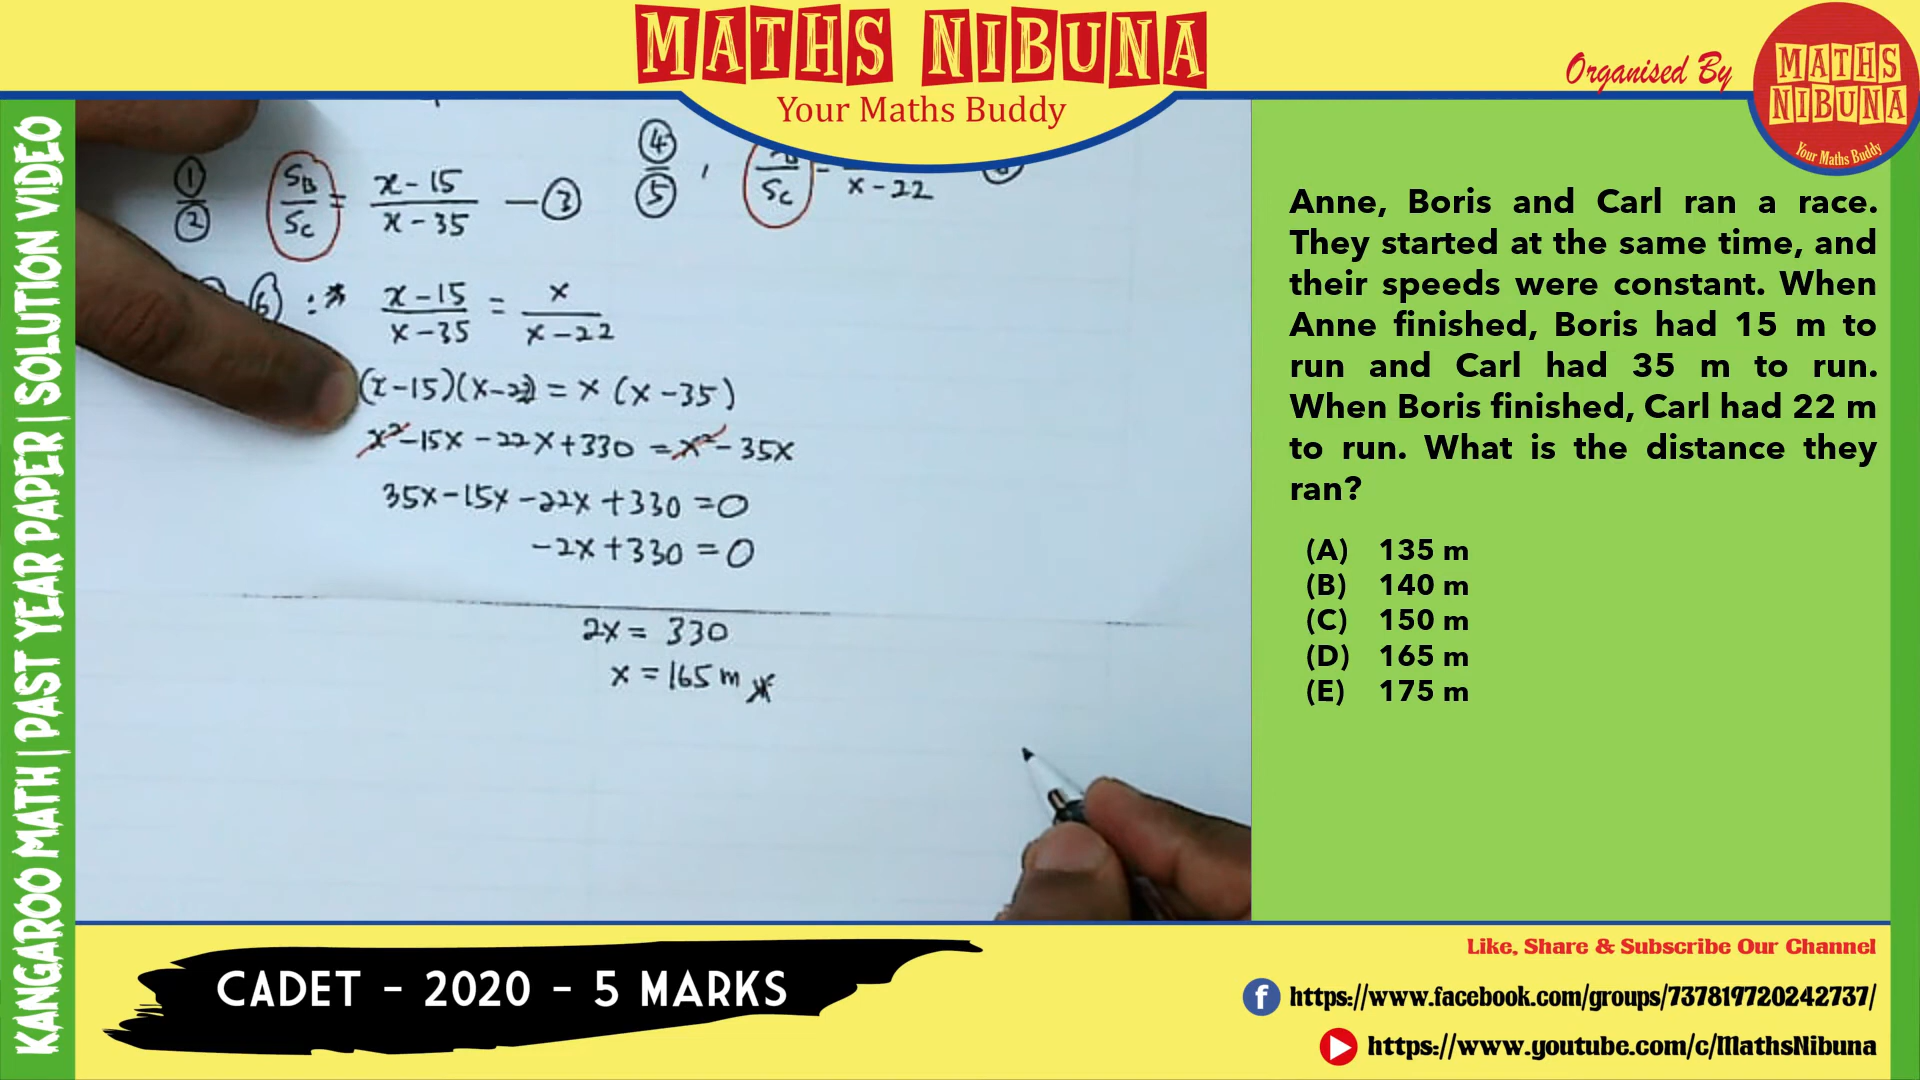 MATHS NIBUNA
Your Maths Buddy
Organised By
MATHS
NIBUNA
Your Maths Buddy
KANGAROO MATH | PAST YEAR PAPER | SOLUTION VIDEO
①/② S_B/S_C = x-15/x-35 — ③
④/⑤ , /S_C = /x-22
⑥ : x-15/x-35 = x/x-22
(x-15)(x-22) = x(x-35)
x²-15x-22x+330 = x²-35x
35x-15x-22x+330 = 0
-2x+330 = 0
2x = 330
x = 165 m
Anne, Boris and Carl ran a race.
They started at the same time, and
their speeds were constant. When
Anne finished, Boris had 15 m to
run and Carl had 35 m to run.
When Boris finished, Carl had 22 m
to run. What is the distance they
ran?
(A) 135 m
(B) 140 m
(C) 150 m
(D) 165 m
(E) 175 m
CADET - 2020 - 5 MARKS
Like, Share & Subscribe Our Channel
https://www.facebook.com/groups/737819720242737/
https://www.youtube.com/c/MathsNibuna